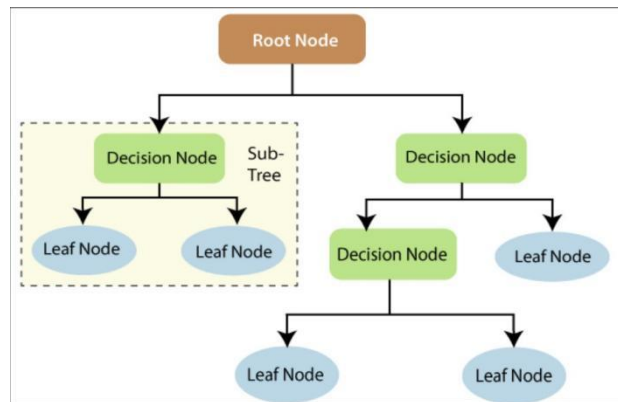 Root Node
Decision Node
Sub-
Tree
Decision Node
Leaf Node
Leaf Node
Decision Node
Leaf Node
Leaf Node
Leaf Node